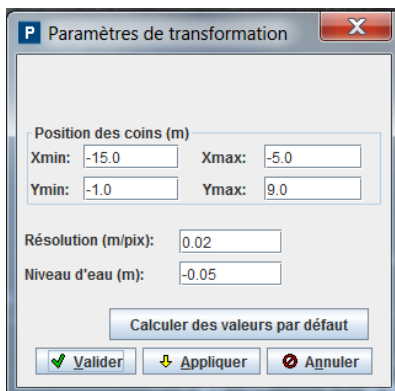 P Paramètres de transformation X
Position des coins (m)
Xmin: -15.0 Xmax: -5.0
Ymin: -1.0 Ymax: 9.0
Résolution (m/pix): 0.02
Niveau d'eau (m): -0.05
Calculer des valeurs par défaut
Valider Appliquer Annuler